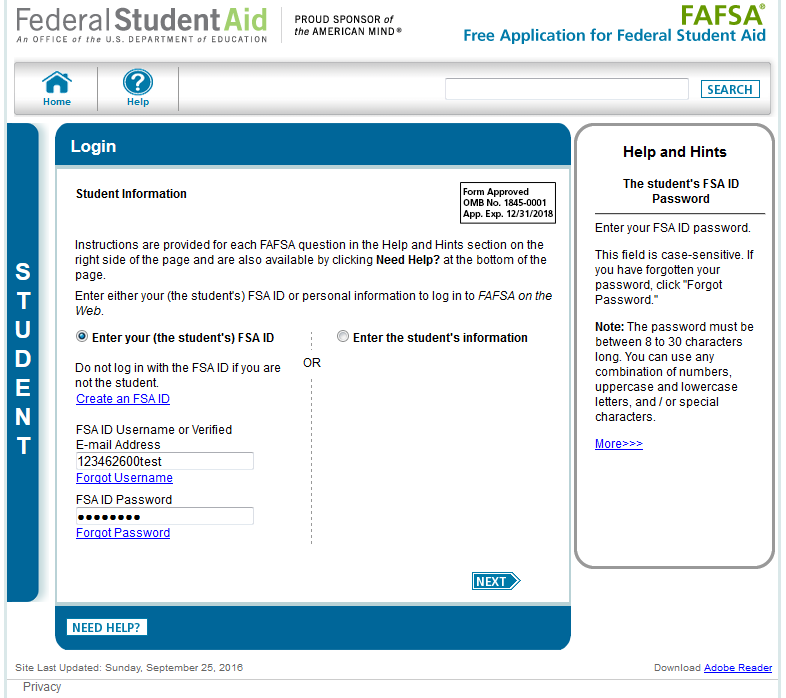 Federal Student Aid
An OFFICE of the U.S. DEPARTMENT of EDUCATION
PROUD SPONSOR of
the AMERICAN MIND®
FAFSA®
Free Application for Federal Student Aid
Home
Help
SEARCH
STUDENT
Login
Student Information
Form Approved
OMB No. 1845-0001
App. Exp. 12/31/2018
Instructions are provided for each FAFSA question in the Help and Hints section on the
right side of the page and are also available by clicking Need Help? at the bottom of the
page.
Enter either your (the student's) FSA ID or personal information to log in to FAFSA on the
Web.
Enter your (the student's) FSA ID
Do not log in with the FSA ID if you are
not the student.
Create an FSA ID
FSA ID Username or Verified
E-mail Address
123462600test
Forgot Username
FSA ID Password
Forgot Password
OR
Enter the student's information
NEXT
NEED HELP?
Help and Hints
The student's FSA ID
Password
Enter your FSA ID password.
This field is case-sensitive. If
you have forgotten your
password, click "Forgot
Password."
Note: The password must be
between 8 to 30 characters
long. You can use any
combination of numbers,
uppercase and lowercase
letters, and / or special
characters.
More>>>
Site Last Updated: Sunday, September 25, 2016
Download Adobe Reader
Privacy